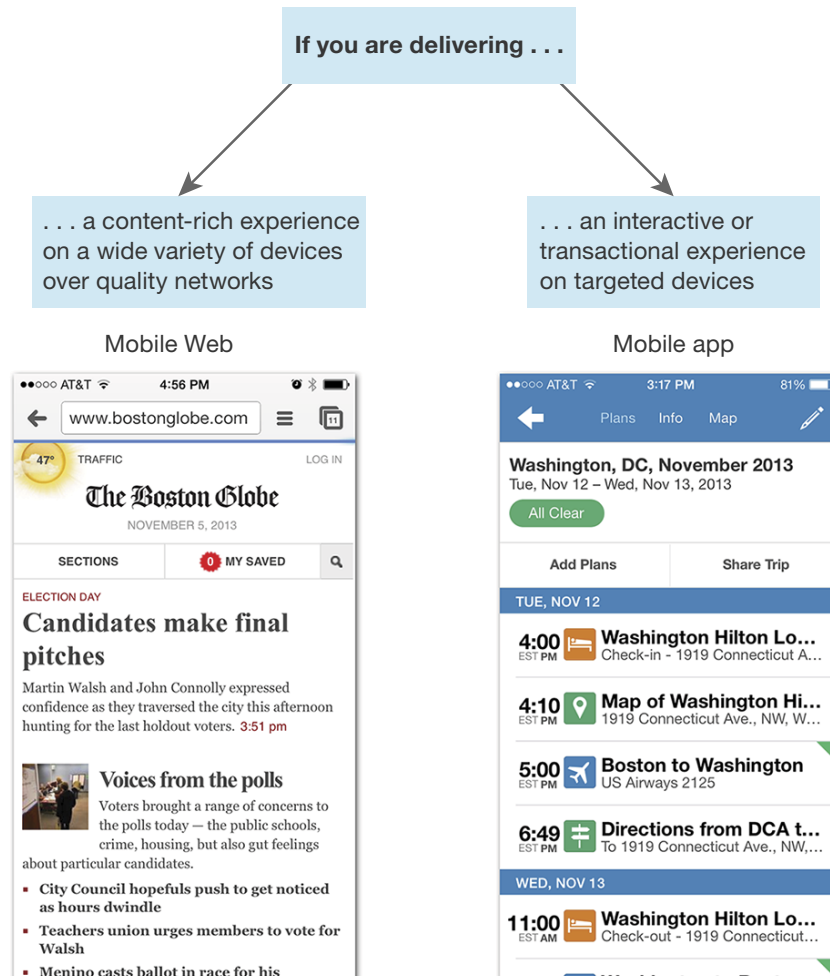 If you are delivering . . .
. . . a content-rich experience
on a wide variety of devices
over quality networks
. . . an interactive or
transactional experience
on targeted devices
Mobile Web
Mobile app
AT&T 4:56 PM
www.bostonglobe.com 11
47° TRAFFIC LOG IN
The Boston Globe
NOVEMBER 5, 2013
SECTIONS 0 MY SAVED
ELECTION DAY
Candidates make final
pitches
Martin Walsh and John Connolly expressed
confidence as they traversed the city this afternoon
hunting for the last holdout voters. 3:51 pm
Voices from the polls
Voters brought a range of concerns to
the polls today — the public schools,
crime, housing, but also gut feelings
about particular candidates.
▪ City Council hopefuls push to get noticed
as hours dwindle
▪ Teachers union urges members to vote for
Walsh
▪ Menino casts ballot in race for his
AT&T 3:17 PM 81%
Plans Info Map
Washington, DC, November 2013
Tue, Nov 12 – Wed, Nov 13, 2013
All Clear
Add Plans Share Trip
TUE, NOV 12
4:00 Washington Hilton Lo...
EST PM Check-in - 1919 Connecticut A...
4:10 Map of Washington Hi...
EST PM 1919 Connecticut Ave., NW, W...
5:00 Boston to Washington
EST PM US Airways 2125
6:49 Directions from DCA t...
EST PM To 1919 Connecticut Ave., NW,...
WED, NOV 13
11:00 Washington Hilton Lo...
EST AM Check-out - 1919 Connecticut...